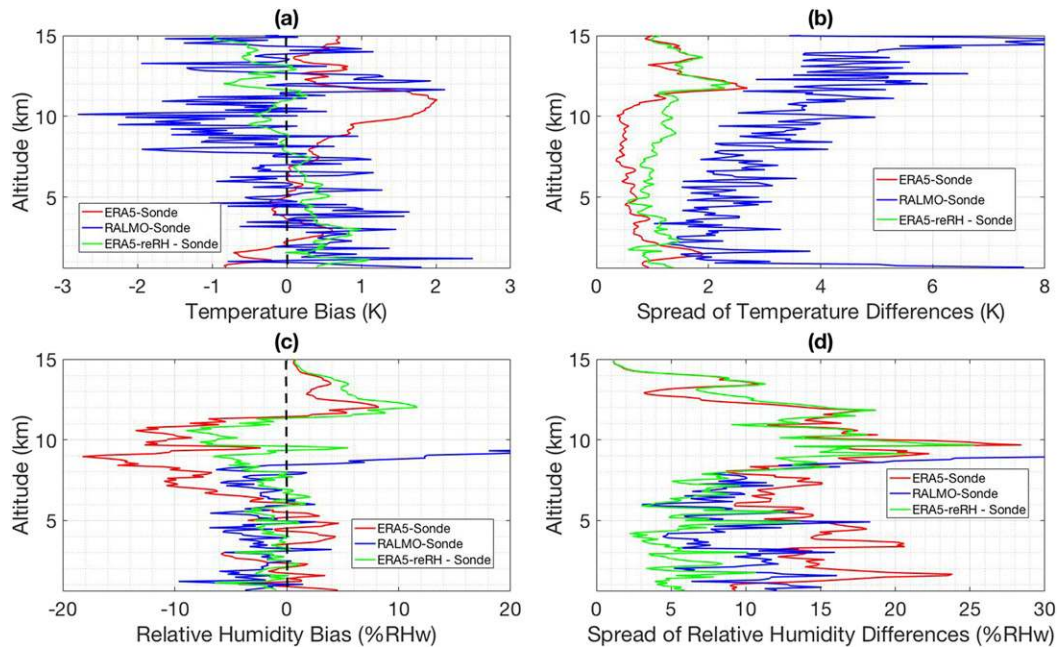 (a)
15
10
5
Altitude (km)
-3 -2 -1 0 1 2 3
Temperature Bias (K)
ERA5-Sonde
RALMO-Sonde
ERA5-reRH - Sonde
(b)
15
10
5
Altitude (km)
0 2 4 6 8
Spread of Temperature Differences (K)
ERA5-Sonde
RALMO-Sonde
ERA5-reRH - Sonde
(c)
15
10
5
Altitude (km)
-20 -10 0 10 20
Relative Humidity Bias (%RHw)
ERA5-Sonde
RALMO-Sonde
ERA5-reRH - Sonde
(d)
15
10
5
Altitude (km)
0 5 10 15 20 25 30
Spread of Relative Humidity Differences (%RHw)
ERA5-Sonde
RALMO-Sonde
ERA5-reRH - Sonde